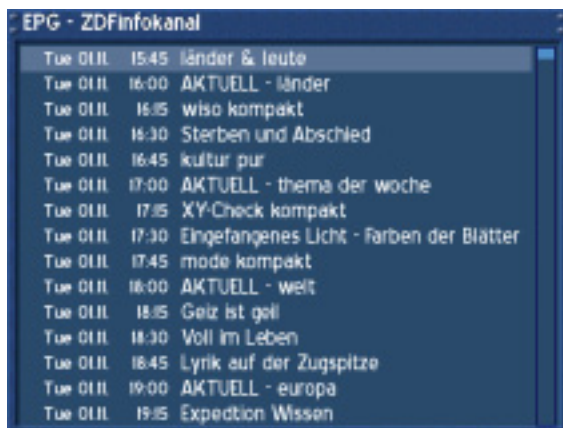 EPG - ZDFinfokanal
Tue 01.11. 15:45 länder & leute
Tue 01.11. 16:00 AKTUELL - länder
Tue 01.11. 16:15 wiso kompakt
Tue 01.11. 16:30 Sterben und Abschied
Tue 01.11. 16:45 kultur pur
Tue 01.11. 17:00 AKTUELL - thema der woche
Tue 01.11. 17:15 XY-Check kompakt
Tue 01.11. 17:30 Eingefangenes Licht - Farben der Blätter
Tue 01.11. 17:45 mode kompakt
Tue 01.11. 18:00 AKTUELL - welt
Tue 01.11. 18:15 Geiz ist geil
Tue 01.11. 18:30 Voll im Leben
Tue 01.11. 18:45 Lyrik auf der Zugspitze
Tue 01.11. 19:00 AKTUELL - europa
Tue 01.11. 19:15 Expedtion Wissen